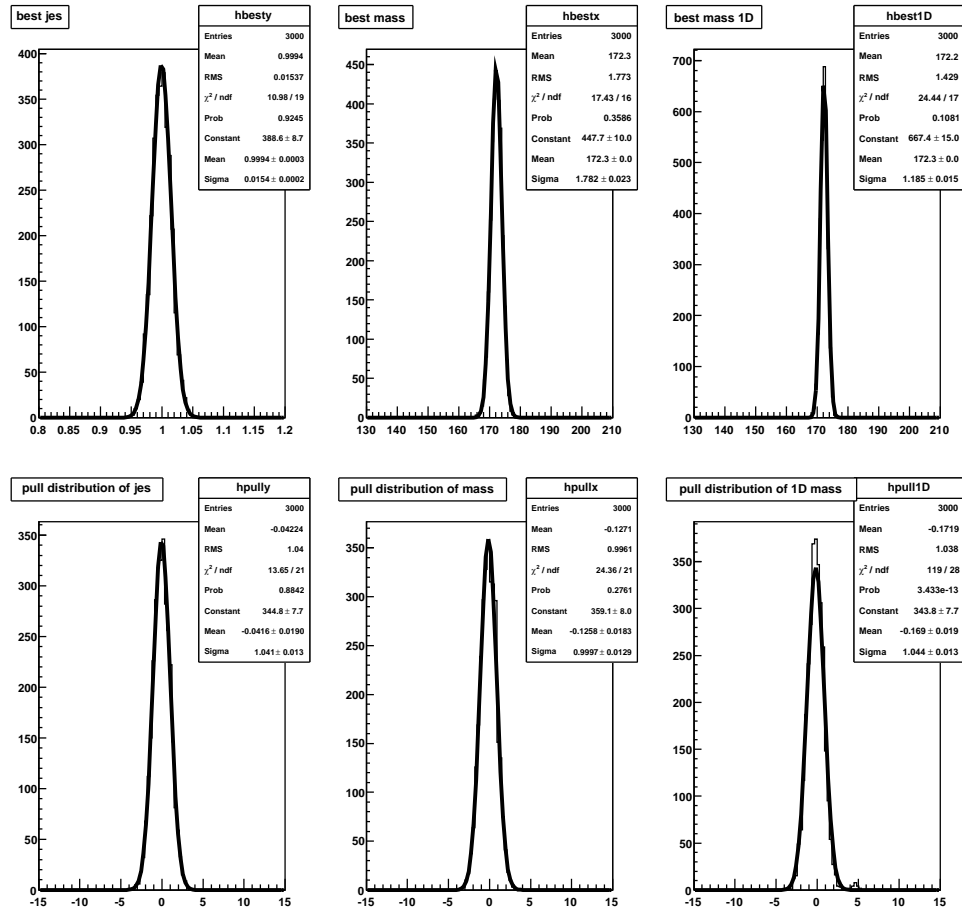 best jes
hbesty
Entries 3000
Mean 0.9994
RMS 0.01537
χ² / ndf 10.98 / 19
Prob 0.9245
Constant 388.6 ± 8.7
Mean 0.9994 ± 0.0003
Sigma 0.0154 ± 0.0002
400
350
300
250
200
150
100
50
0
0.8 0.85 0.9 0.95 1 1.05 1.1 1.15 1.2
best mass
hbestx
Entries 3000
Mean 172.3
RMS 1.773
χ² / ndf 17.43 / 16
Prob 0.3586
Constant 447.7 ± 10.0
Mean 172.3 ± 0.0
Sigma 1.782 ± 0.023
450
400
350
300
250
200
150
100
50
0
130 140 150 160 170 180 190 200 210
best mass 1D
hbest1D
Entries 3000
Mean 172.2
RMS 1.429
χ² / ndf 24.44 / 17
Prob 0.1081
Constant 667.4 ± 15.0
Mean 172.3 ± 0.0
Sigma 1.185 ± 0.015
700
600
500
400
300
200
100
0
130 140 150 160 170 180 190 200 210
pull distribution of jes
hpully
Entries 3000
Mean -0.04224
RMS 1.04
χ² / ndf 13.65 / 21
Prob 0.8842
Constant 344.8 ± 7.7
Mean -0.0416 ± 0.0190
Sigma 1.041 ± 0.013
350
300
250
200
150
100
50
0
-15 -10 -5 0 5 10 15
pull distribution of mass
hpullx
Entries 3000
Mean -0.1271
RMS 0.9961
χ² / ndf 24.36 / 21
Prob 0.2761
Constant 359.1 ± 8.0
Mean -0.1258 ± 0.0183
Sigma 0.9997 ± 0.0129
350
300
250
200
150
100
50
0
-15 -10 -5 0 5 10 15
pull distribution of 1D mass
hpull1D
Entries 3000
Mean -0.1719
RMS 1.038
χ² / ndf 119 / 28
Prob 3.433e-13
Constant 343.8 ± 7.7
Mean -0.169 ± 0.019
Sigma 1.044 ± 0.013
350
300
250
200
150
100
50
0
-15 -10 -5 0 5 10 15